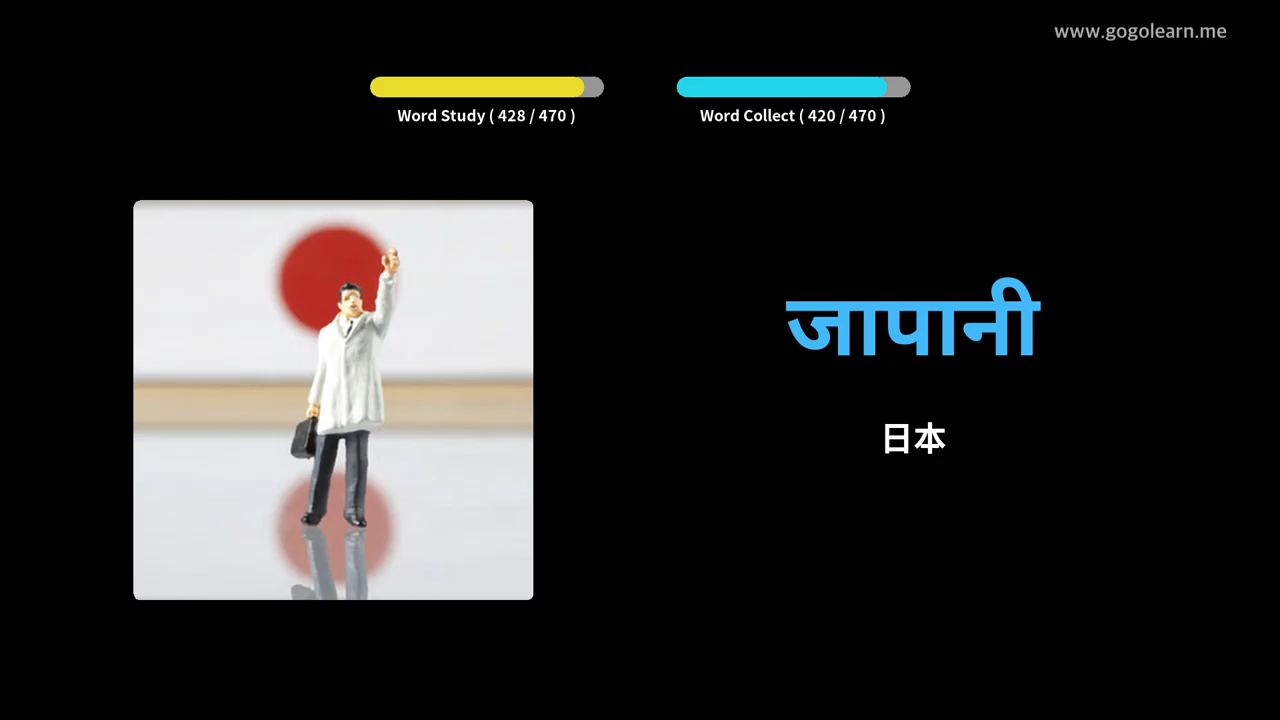 www.gogolearn.me
Word Study ( 428 / 470 )
Word Collect ( 420 / 470 )
जापानी
日本